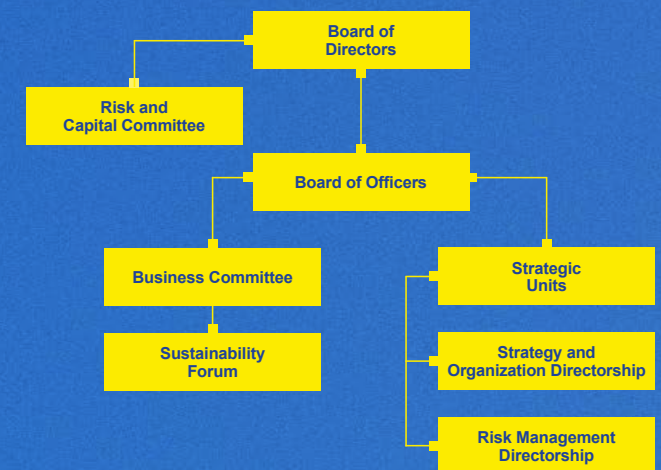 Board of
Directors
Risk and
Capital Committee
Board of Officers
Business Committee
Strategic
Units
Sustainability
Forum
Strategy and
Organization Directorship
Risk Management
Directorship